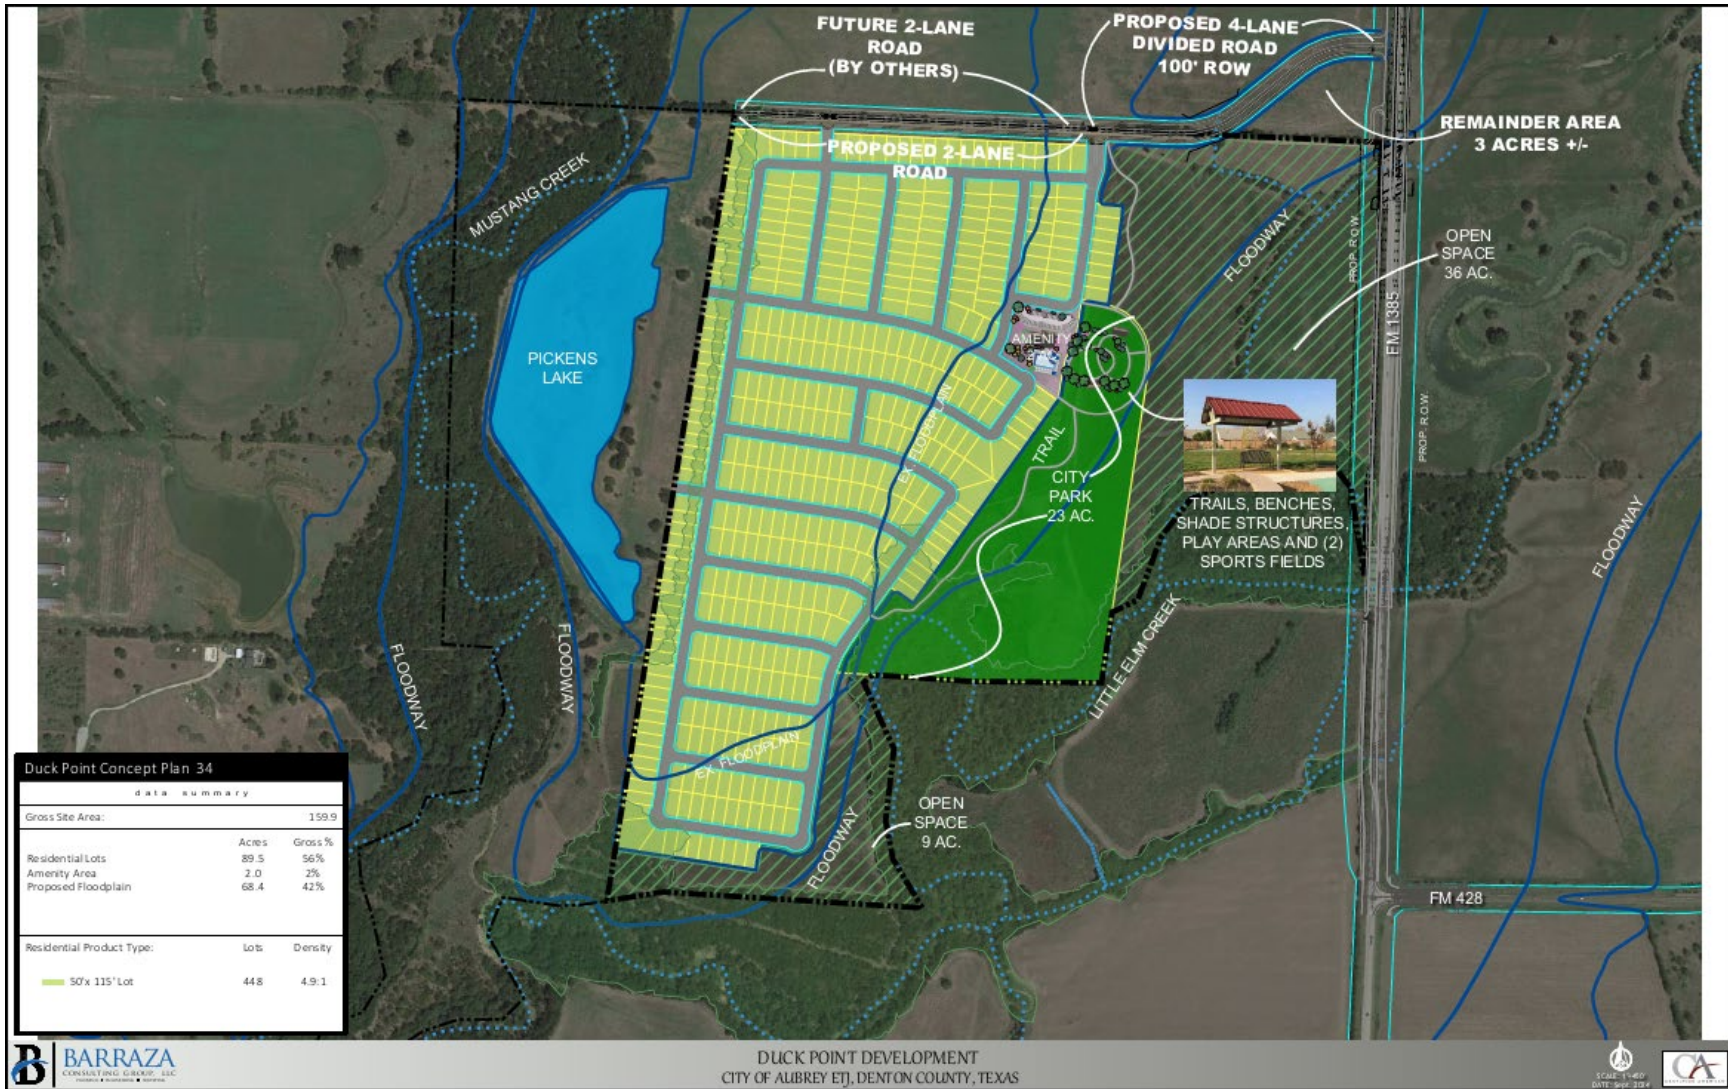 FUTURE 2-LANE
ROAD
(BY OTHERS)
PROPOSED 4-LANE
DIVIDED ROAD
100' ROW
REMAINDER AREA
3 ACRES +/-
PROPOSED 2-LANE
ROAD
MUSTANG CREEK
PICKENS
LAKE
AMENITY
FLOODWAY
PROP. ROW
OPEN
SPACE
36 AC.
FM 1385
PROP. ROW
EX. FLOODPLAIN
TRAIL
CITY
PARK
23 AC.
TRAILS, BENCHES,
SHADE STRUCTURES,
PLAY AREAS AND (2)
SPORTS FIELDS
FLOODWAY
LITTLE ELM CREEK
FLOODWAY
FLOODWAY
EX. FLOODPLAIN
FLOODWAY
OPEN
SPACE
9 AC.
FM 428
Duck Point Concept Plan 34
data summary
Gross Site Area: 159.9
Acres Gross %
Residential Lots 89.5 56%
Amenity Area 2.0 2%
Proposed Floodplain 68.4 42%
Residential Product Type: Lots Density
50'x 115' Lot 448 4.9:1
B
BARRAZA
CONSULTING GROUP, LLC
DUCK POINT DEVELOPMENT
CITY OF AUBREY ETJ, DENTON COUNTY, TEXAS
CA